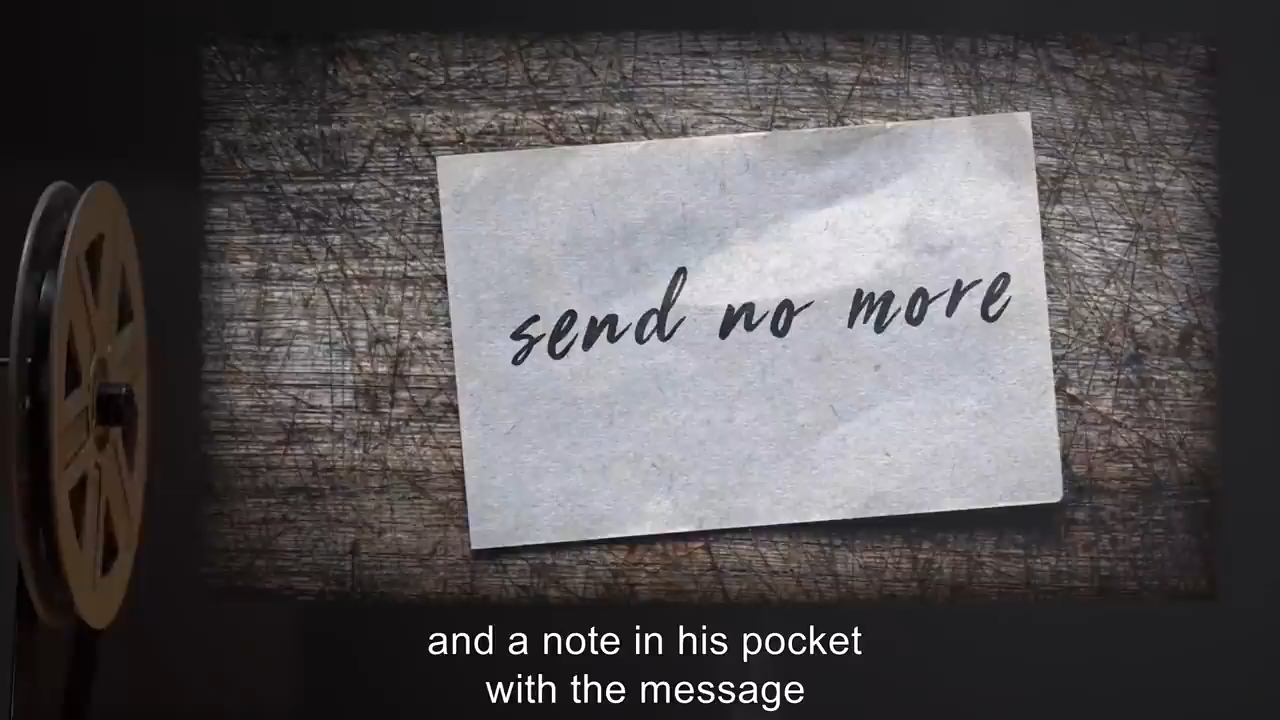 send no more
and a note in his pocket
with the message